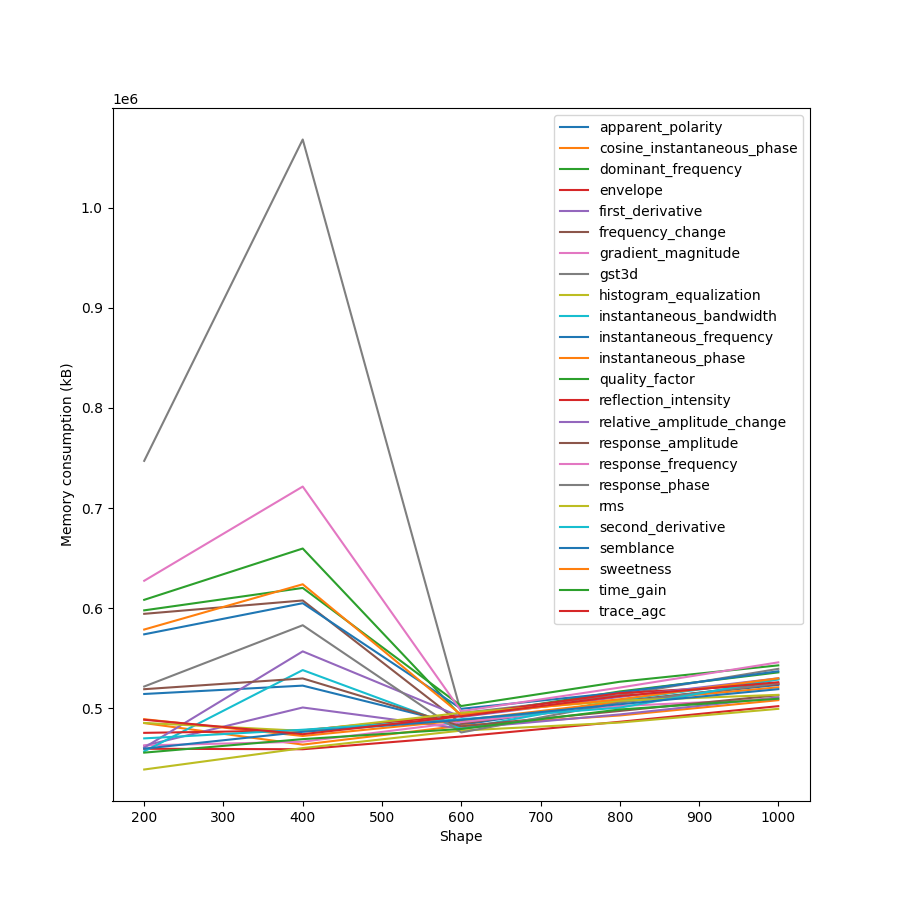 1e6
1.0
0.9
0.8
0.7
0.6
0.5
Memory consumption (kB)
200 300 400 500 600 700 800 900 1000
Shape
apparent_polarity
cosine_instantaneous_phase
dominant_frequency
envelope
first_derivative
frequency_change
gradient_magnitude
gst3d
histogram_equalization
instantaneous_bandwidth
instantaneous_frequency
instantaneous_phase
quality_factor
reflection_intensity
relative_amplitude_change
response_amplitude
response_frequency
response_phase
rms
second_derivative
semblance
sweetness
time_gain
trace_agc